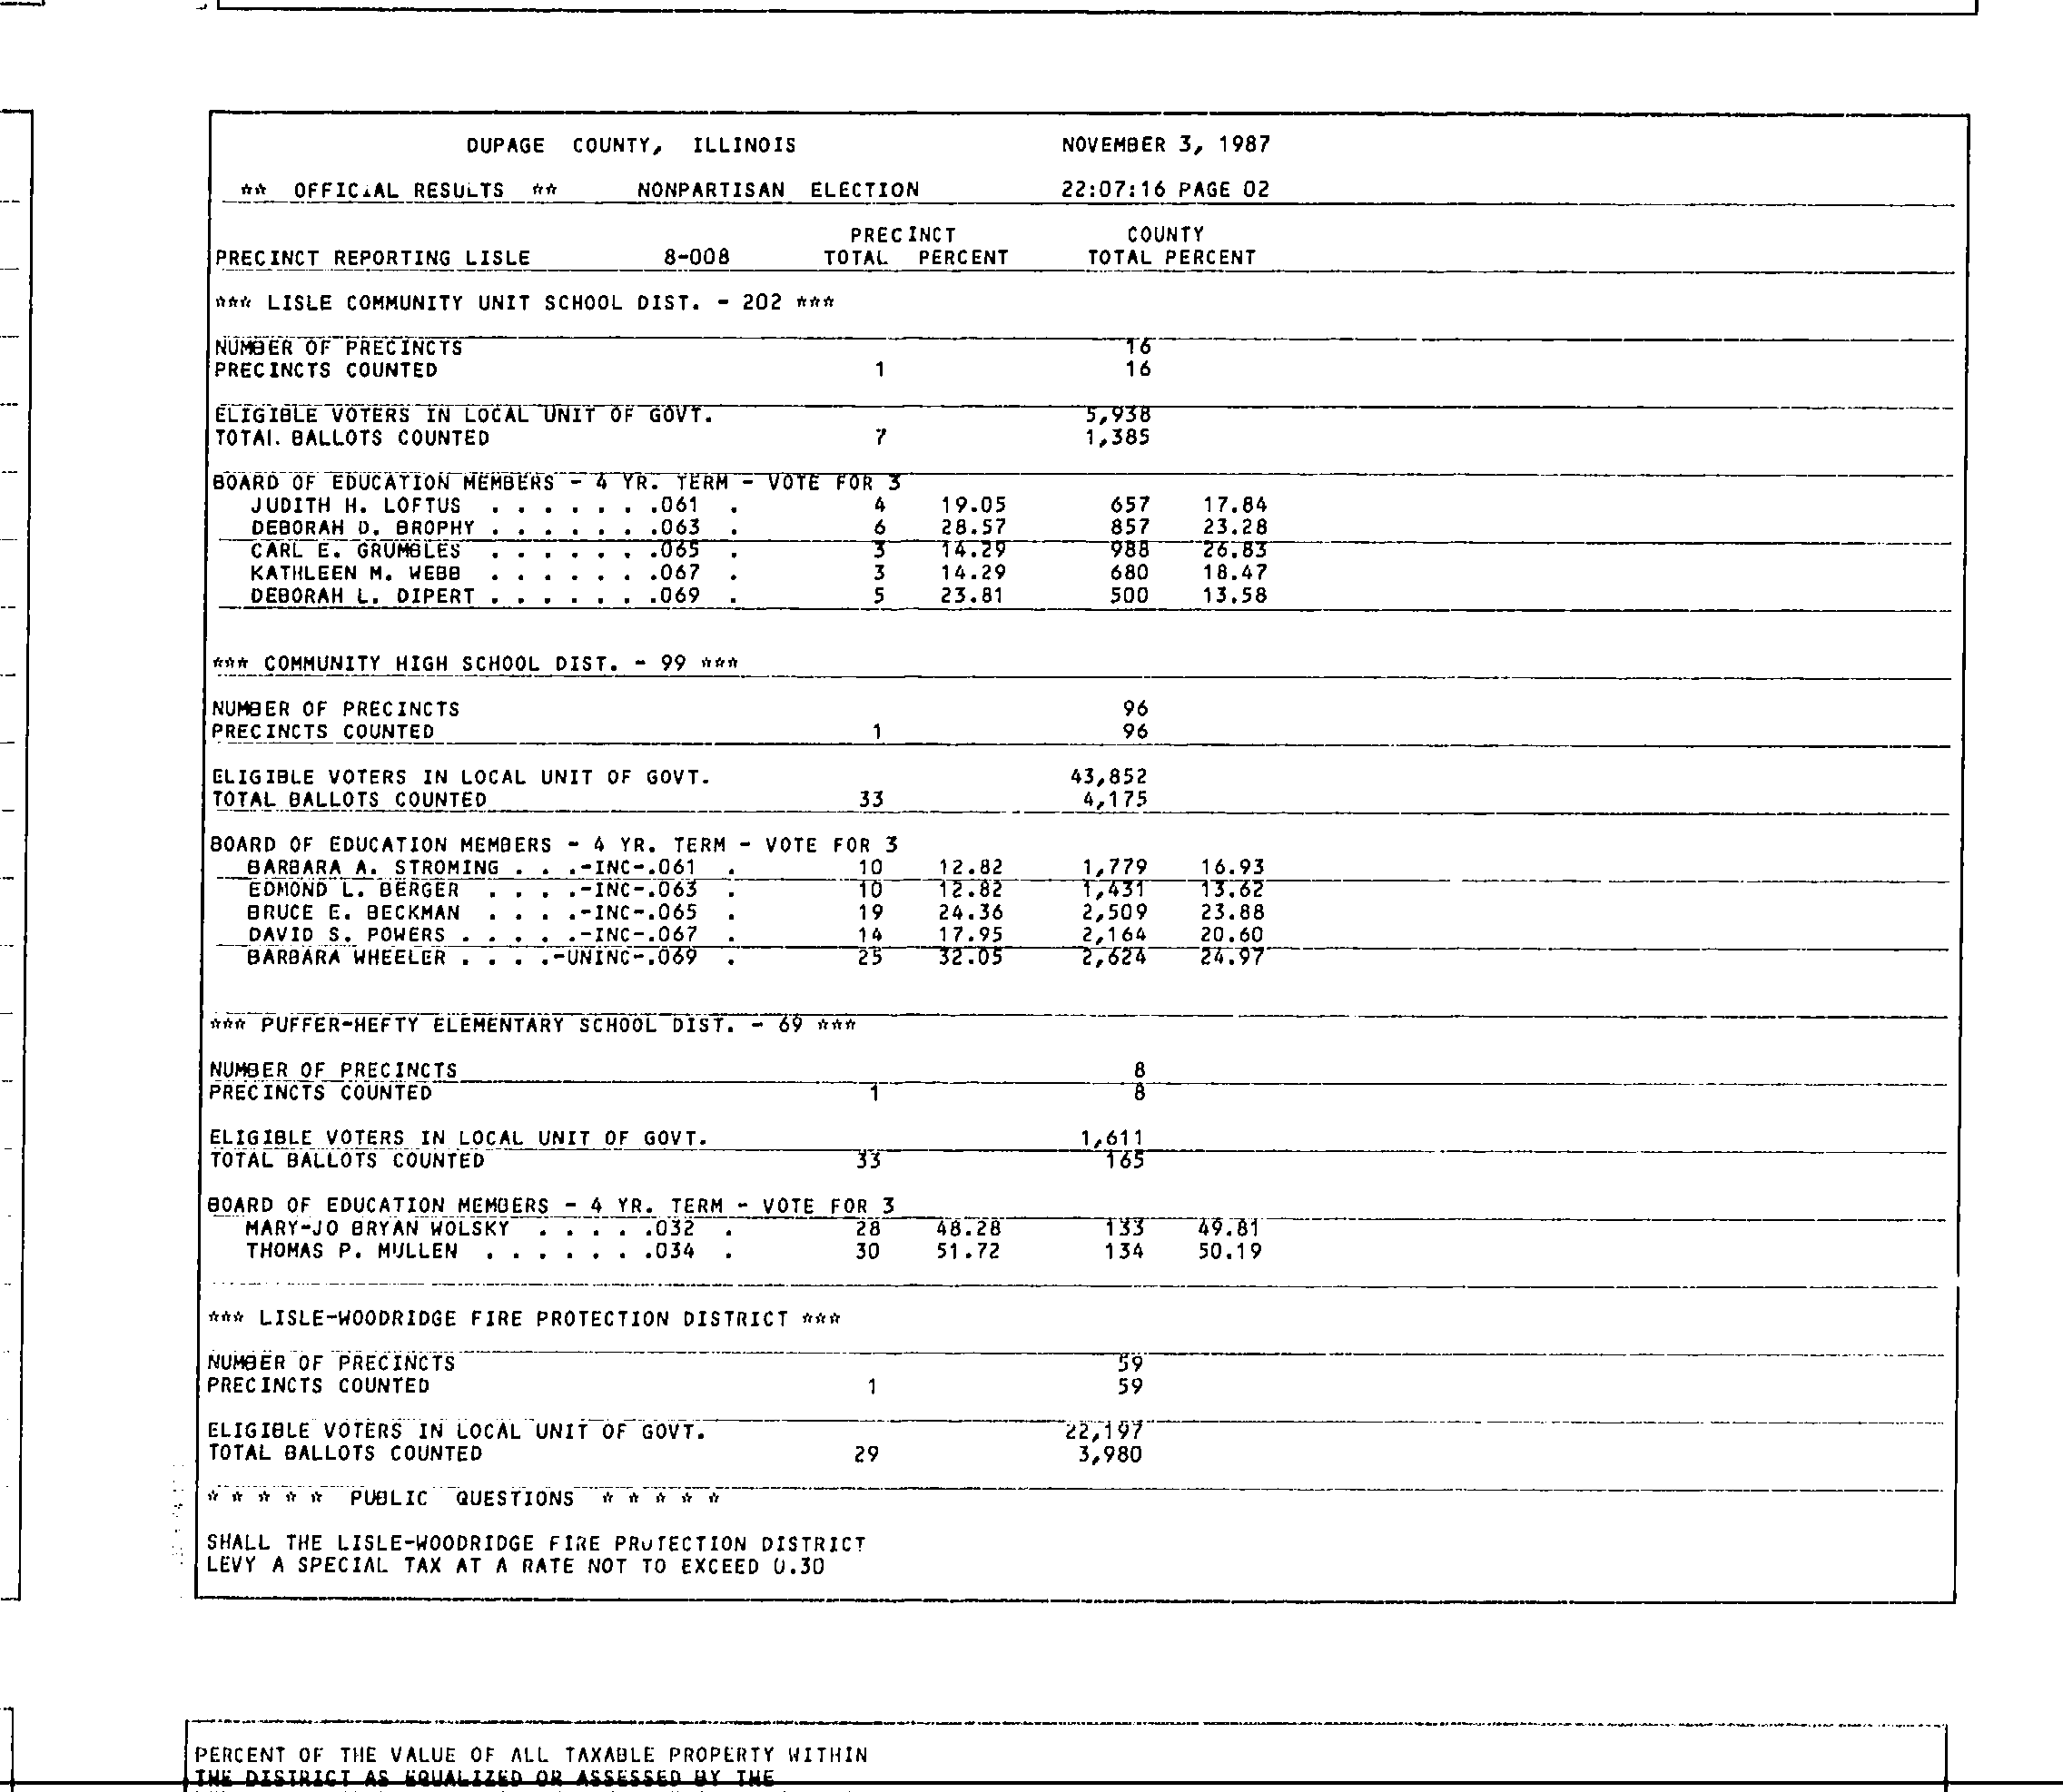 DUPAGE COUNTY, ILLINOIS NOVEMBER 3, 1987
** OFFICIAL RESULTS ** NONPARTISAN ELECTION 22:07:16 PAGE 02
PRECINCT COUNTY
PRECINCT REPORTING LISLE 8-008 TOTAL PERCENT TOTAL PERCENT
*** LISLE COMMUNITY UNIT SCHOOL DIST. - 202 ***
NUMBER OF PRECINCTS 16
PRECINCTS COUNTED 1 16
ELIGIBLE VOTERS IN LOCAL UNIT OF GOVT. 5,938
TOTAL BALLOTS COUNTED 7 1,385
BOARD OF EDUCATION MEMBERS - 4 YR. TERM - VOTE FOR 3
JUDITH H. LOFTUS . . . . . . .061 . 4 19.05 657 17.84
DEBORAH D. BROPHY . . . . . . .063 . 6 28.57 857 23.28
CARL E. GRUMBLES . . . . . . .065 . 3 14.29 988 26.83
KATHLEEN M. WEBB . . . . . . .067 . 3 14.29 680 18.47
DEBORAH L. DIPERT . . . . . . .069 . 5 23.81 500 13.58
*** COMMUNITY HIGH SCHOOL DIST. - 99 ***
NUMBER OF PRECINCTS 96
PRECINCTS COUNTED 1 96
ELIGIBLE VOTERS IN LOCAL UNIT OF GOVT. 43,852
TOTAL BALLOTS COUNTED 33 4,175
BOARD OF EDUCATION MEMBERS - 4 YR. TERM - VOTE FOR 3
BARBARA A. STROMING . . .-INC-.061 . 10 12.82 1,779 16.93
EDMOND L. BERGER . . . .-INC-.063 . 10 12.82 1,431 13.62
BRUCE E. BECKMAN . . . .-INC-.065 . 19 24.36 2,509 23.88
DAVID S. POWERS . . . . .-INC-.067 . 14 17.95 2,164 20.60
BARBARA WHEELER . . . .-UNINC-.069 . 25 32.05 2,624 24.97
*** PUFFER-HEFTY ELEMENTARY SCHOOL DIST. - 69 ***
NUMBER OF PRECINCTS 8
PRECINCTS COUNTED 1 8
ELIGIBLE VOTERS IN LOCAL UNIT OF GOVT. 1,611
TOTAL BALLOTS COUNTED 33 165
BOARD OF EDUCATION MEMBERS - 4 YR. TERM - VOTE FOR 3
MARY-JO BRYAN WOLSKY . . . . .032 . 28 48.28 133 49.81
THOMAS P. MULLEN . . . . . . .034 . 30 51.72 134 50.19
*** LISLE-WOODRIDGE FIRE PROTECTION DISTRICT ***
NUMBER OF PRECINCTS 59
PRECINCTS COUNTED 1 59
ELIGIBLE VOTERS IN LOCAL UNIT OF GOVT. 22,197
TOTAL BALLOTS COUNTED 29 3,980
* * * * * PUBLIC QUESTIONS * * * * *
SHALL THE LISLE-WOODRIDGE FIRE PROTECTION DISTRICT
LEVY A SPECIAL TAX AT A RATE NOT TO EXCEED 0.30
PERCENT OF THE VALUE OF ALL TAXABLE PROPERTY WITHIN
THE DISTRICT AS EQUALIZED OR ASSESSED BY THE